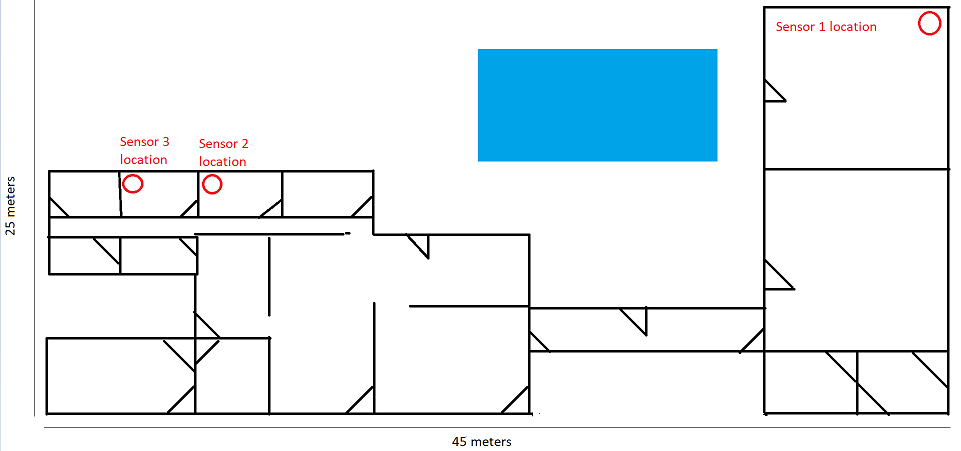 Sensor 1 location
Sensor 3
location
Sensor 2
location
25 meters
45 meters